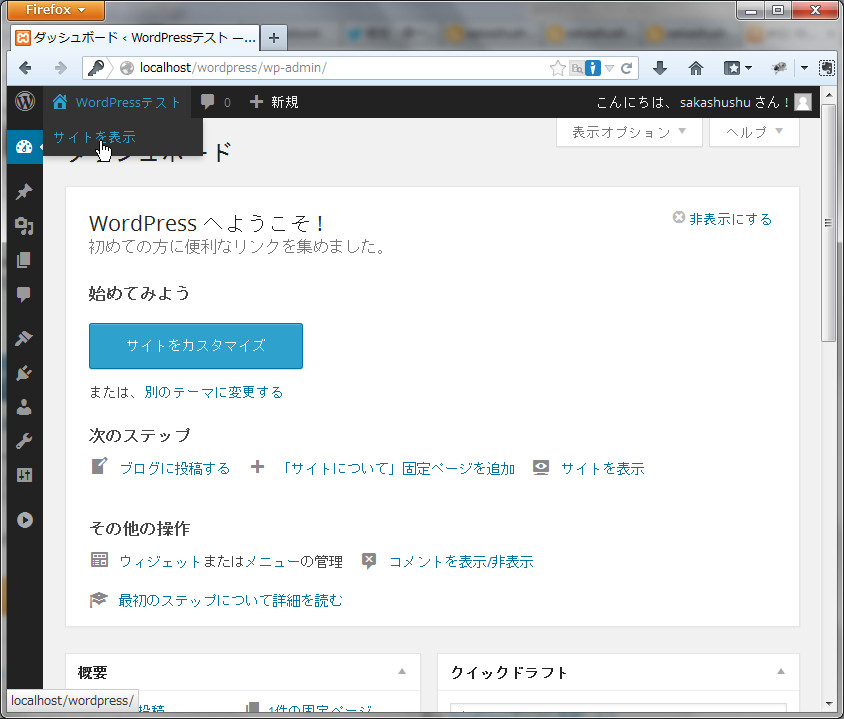 Firefox
ダッシュボード ‹ WordPressテスト —...
localhost/wordpress/wp-admin/
WordPressテスト 0 新規 こんにちは、sakashushu さん！
サイトを表示
表示オプション ヘルプ
WordPress へようこそ！
非表示にする
初めての方に便利なリンクを集めました。
始めてみよう
サイトをカスタマイズ
または、別のテーマに変更する
次のステップ
ブログに投稿する 「サイトについて」固定ページを追加 サイトを表示
その他の操作
ウィジェットまたはメニューの管理 コメントを表示/非表示
最初のステップについて詳細を読む
概要 クイックドラフト
投稿 1件の固定ページ
localhost/wordpress/